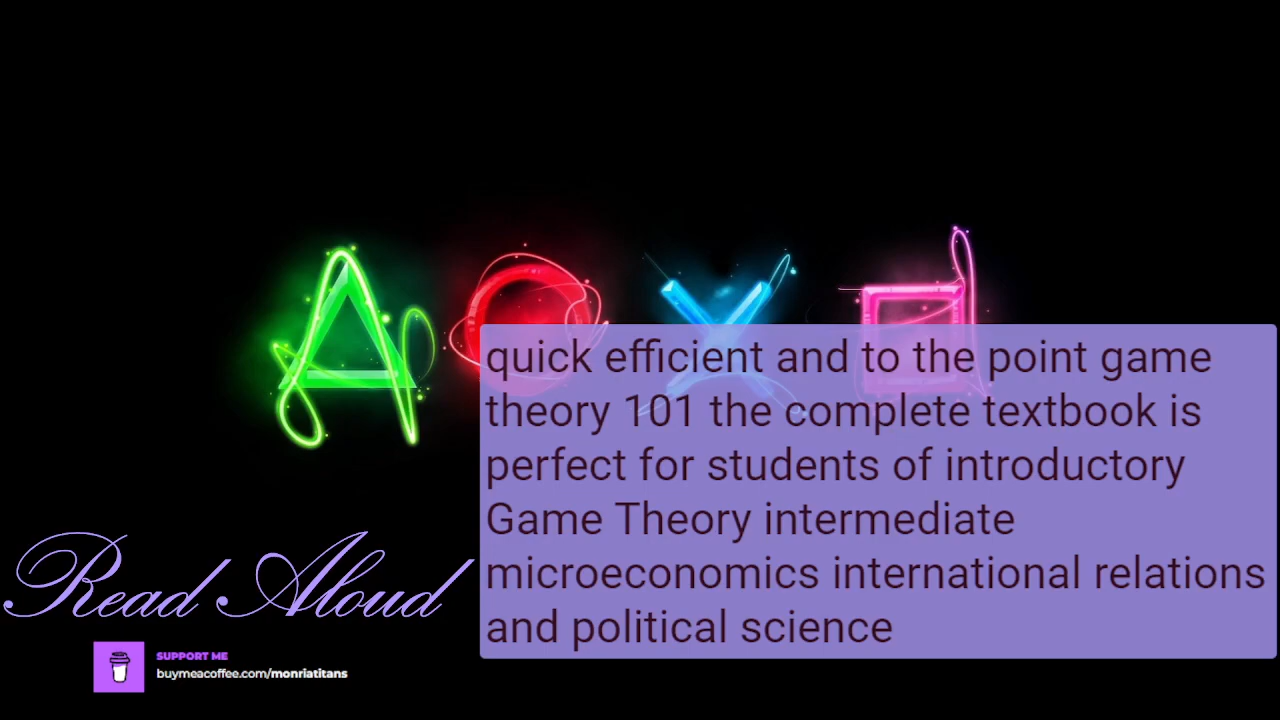 quick efficient and to the point game
theory 101 the complete textbook is
perfect for students of introductory
Game Theory intermediate
microeconomics international relations
and political science
Read Aloud
SUPPORT ME
buymeacoffee.com/monriatitans